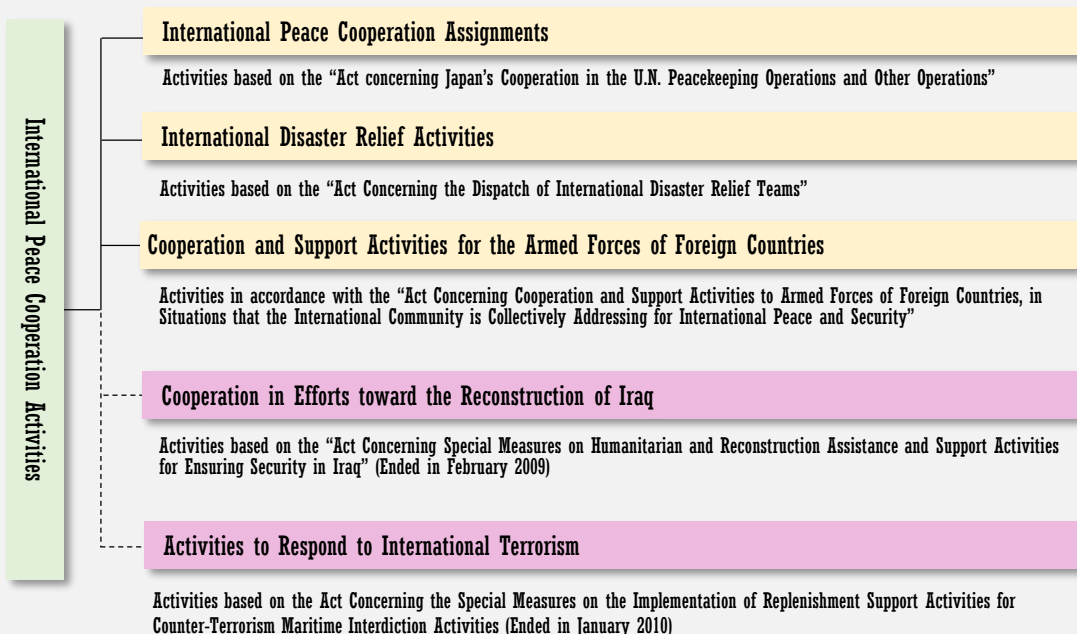 International Peace Cooperation Activities
International Peace Cooperation Assignments
Activities based on the “Act concerning Japan’s Cooperation in the U.N. Peacekeeping Operations and Other Operations”
International Disaster Relief Activities
Activities based on the “Act Concerning the Dispatch of International Disaster Relief Teams”
Cooperation and Support Activities for the Armed Forces of Foreign Countries
Activities in accordance with the “Act Concerning Cooperation and Support Activities to Armed Forces of Foreign Countries, in
Situations that the International Community is Collectively Addressing for International Peace and Security”
Cooperation in Efforts toward the Reconstruction of Iraq
Activities based on the “Act Concerning Special Measures on Humanitarian and Reconstruction Assistance and Support Activities
for Ensuring Security in Iraq” (Ended in February 2009)
Activities to Respond to International Terrorism
Activities based on the Act Concerning the Special Measures on the Implementation of Replenishment Support Activities for
Counter-Terrorism Maritime Interdiction Activities (Ended in January 2010)